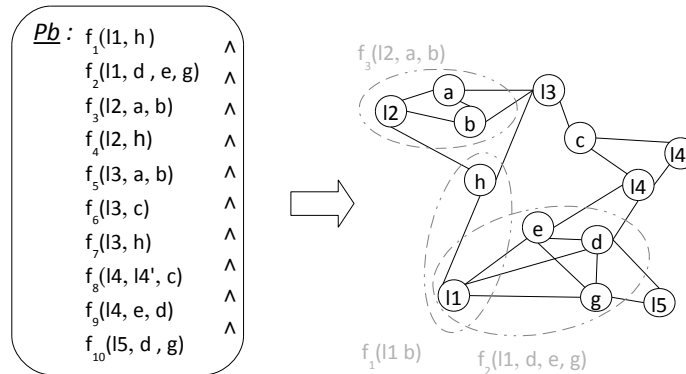 Pb :
f1(l1, h) ^
f2(l1, d , e, g) ^
f3(l2, a, b) ^
f4(l2, h) ^
f5(l3, a, b) ^
f6(l3, c) ^
f7(l3, h) ^
f8(l4, l4', c) ^
f9(l4, e, d) ^
f10(l5, d , g)
f3(l2, a, b)
a
l3
l2
b
c
l4
h
l4
e
d
l1
g
l5
f1(l1 b)
f2(l1, d, e, g)